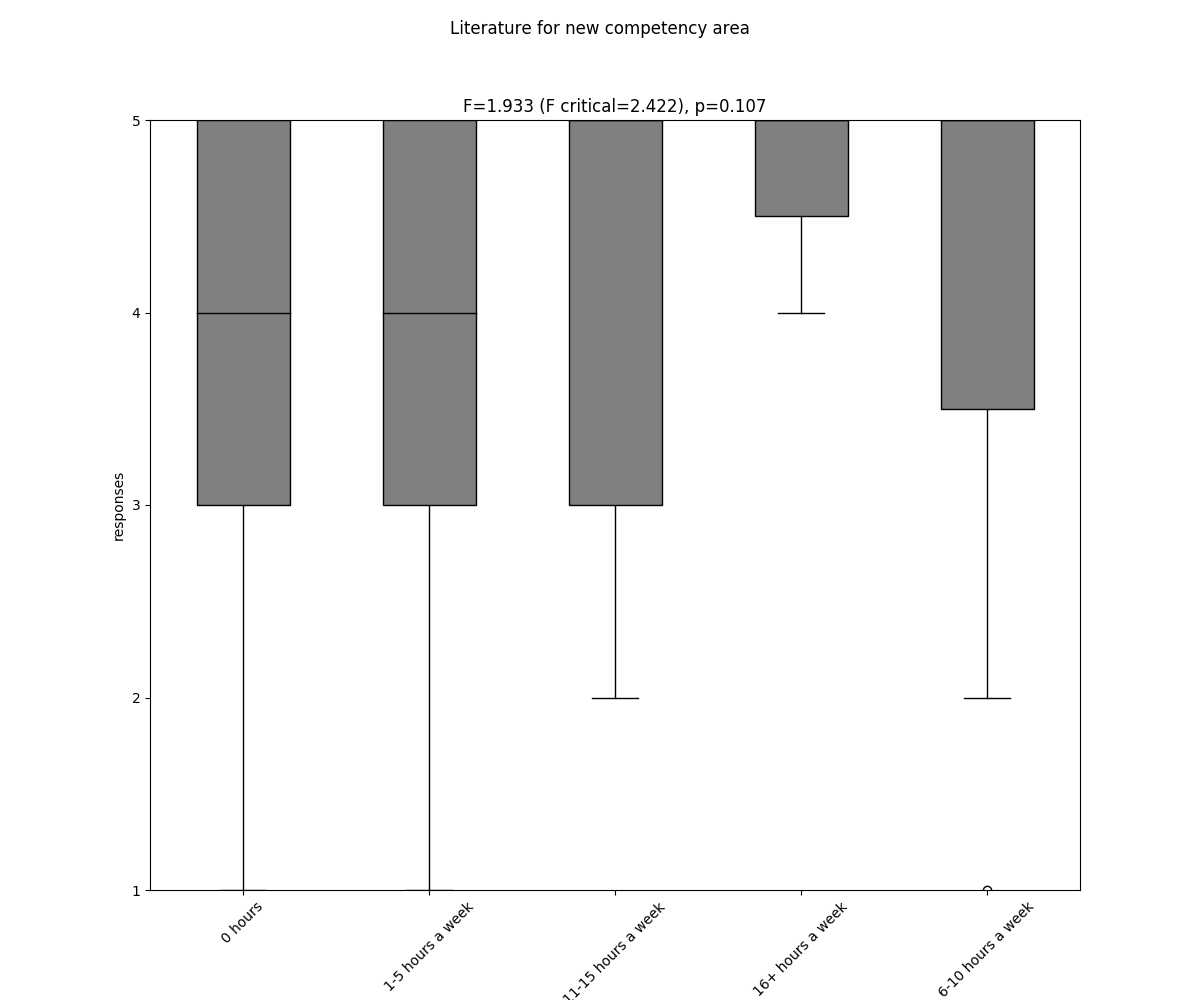 Literature for new competency area
F=1.933 (F critical=2.422), p=0.107
5
4
3
2
1
responses
0 hours
1-5 hours a week
11-15 hours a week
16+ hours a week
6-10 hours a week